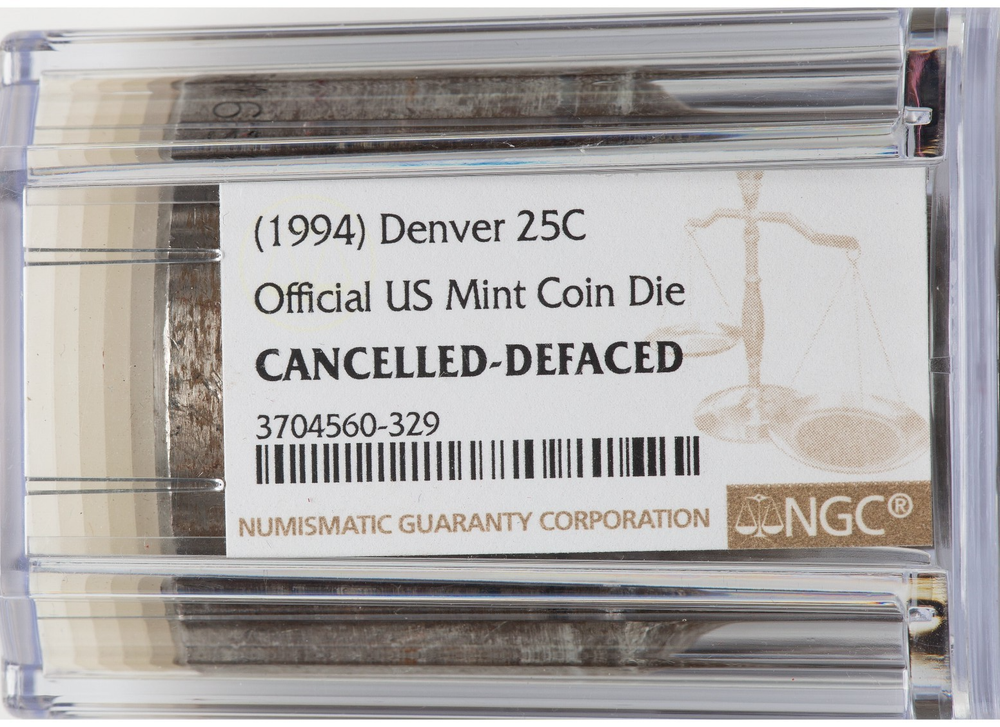 (1994) Denver 25C
Official US Mint Coin Die
CANCELLED-DEFACED
3704560-329
NUMISMATIC GUARANTY CORPORATION
NGC®